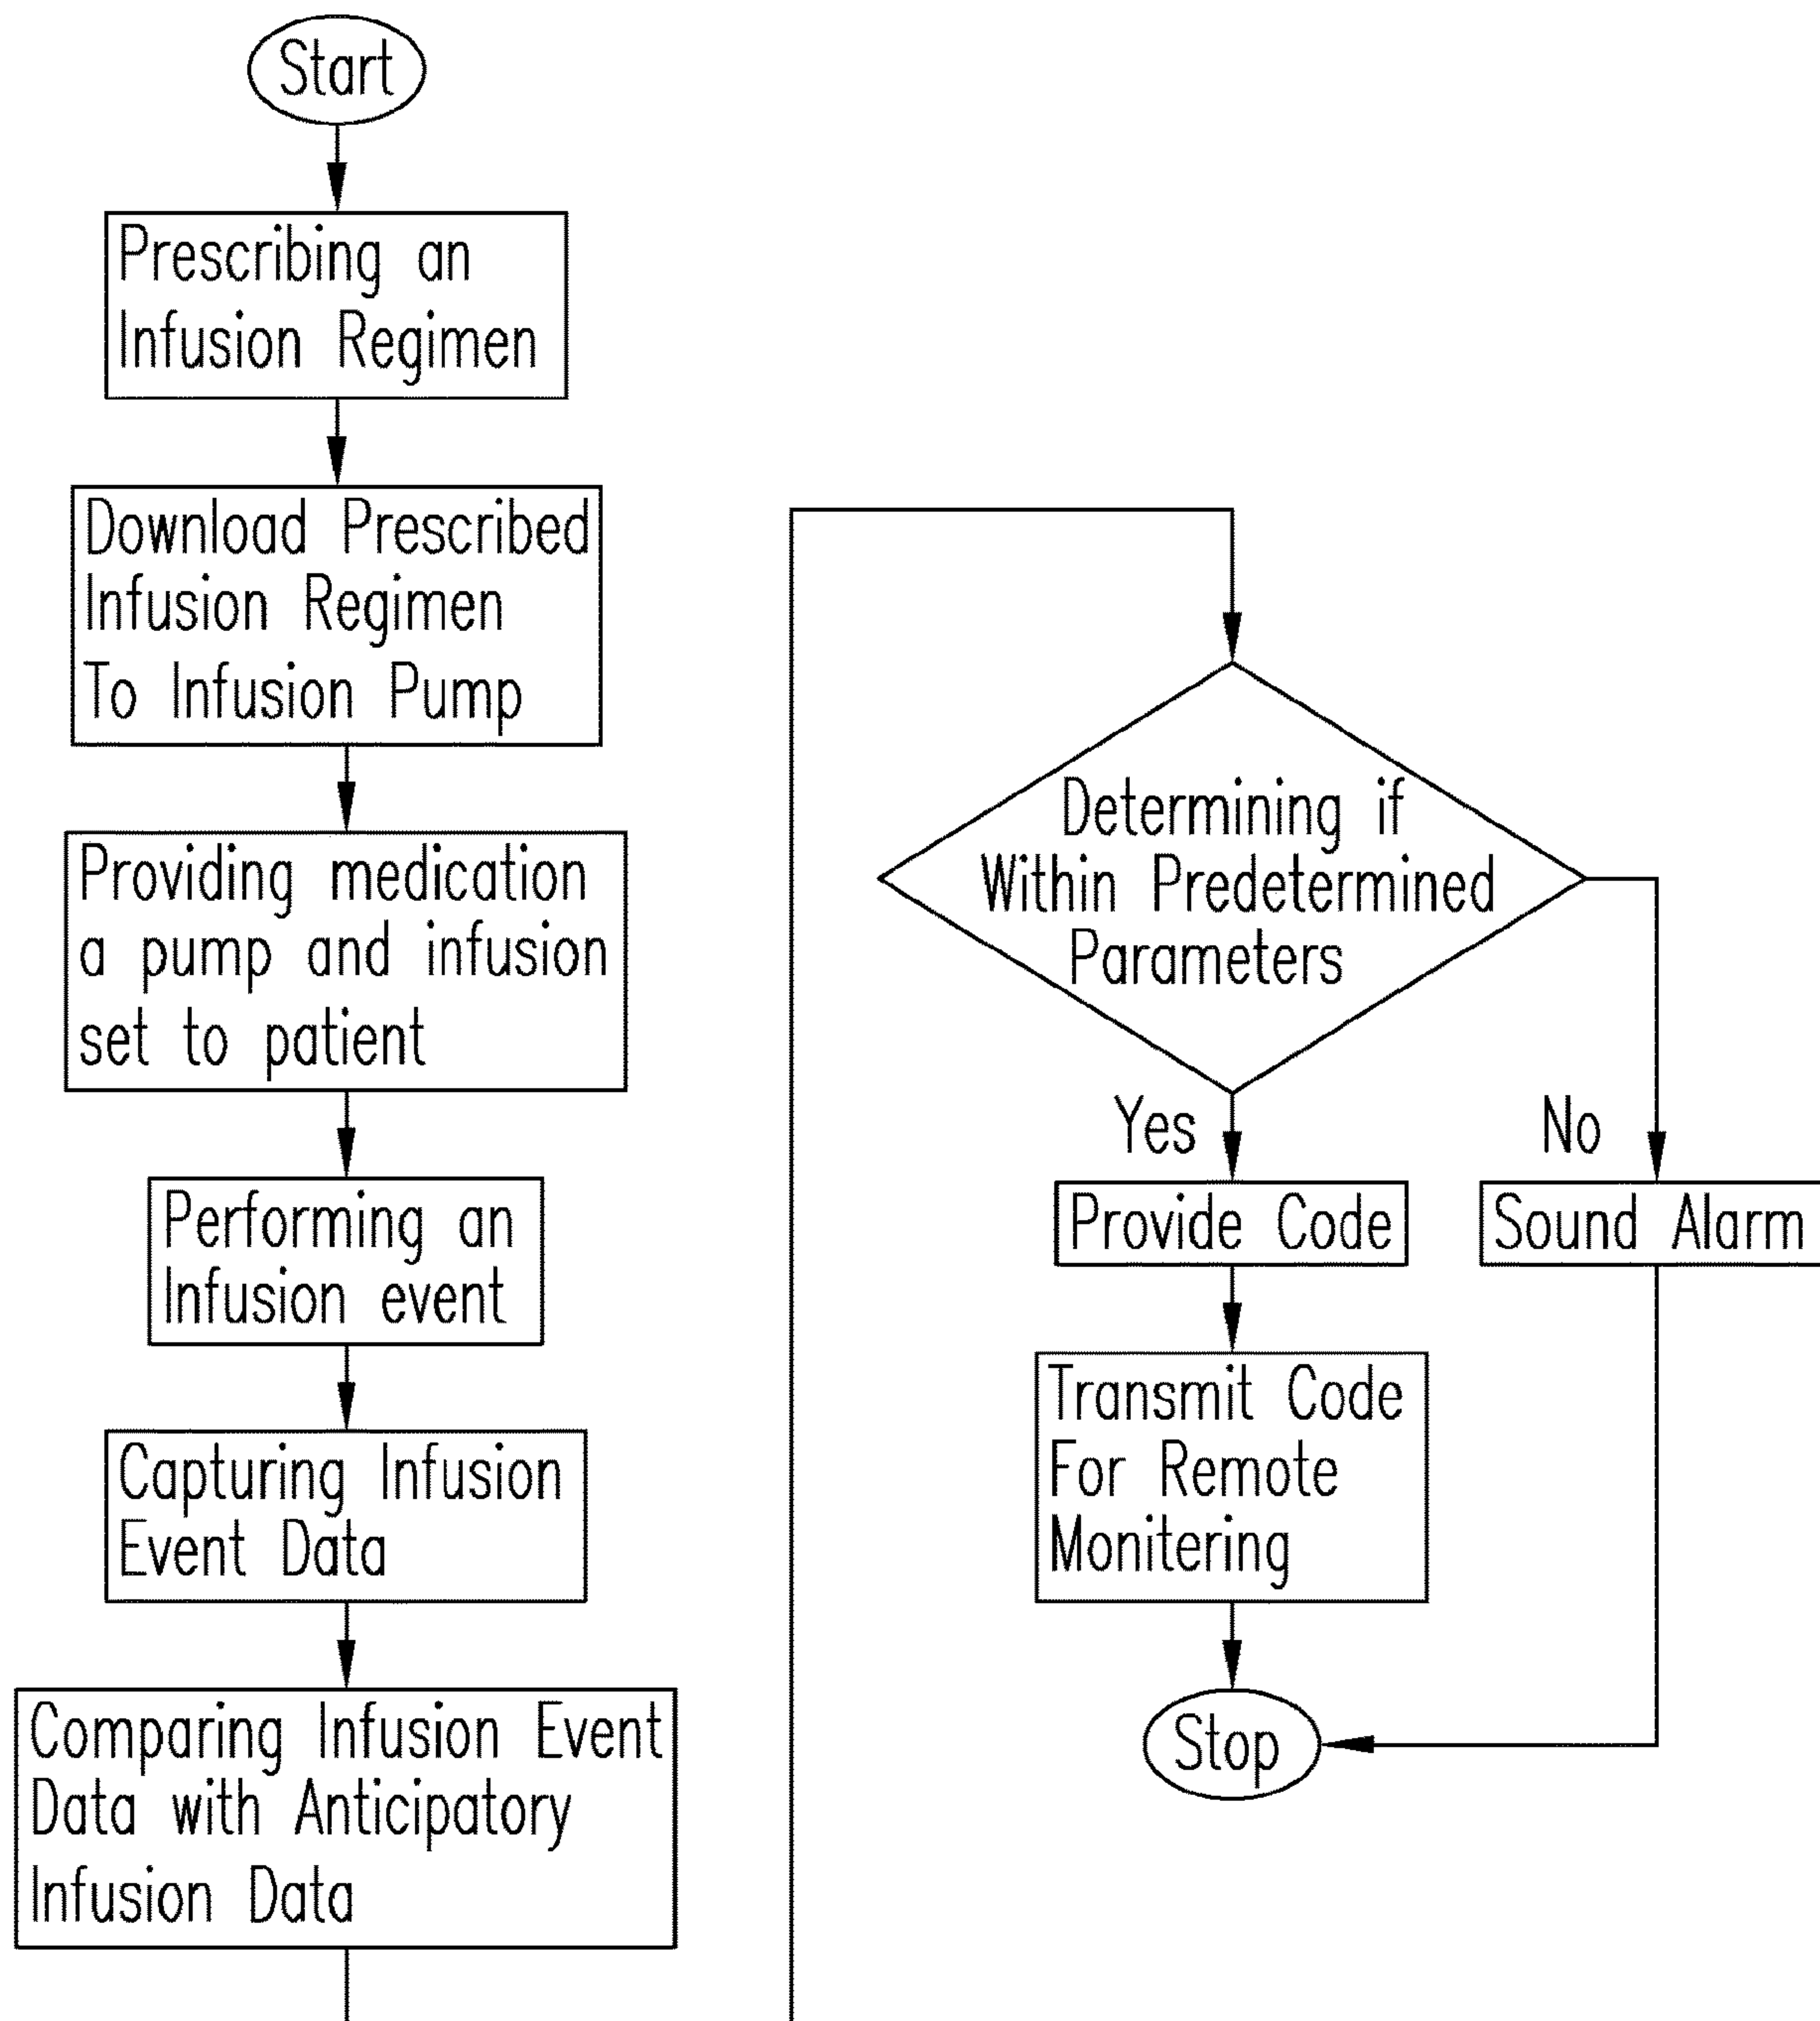 Start
Prescribing an
Infusion Regimen
Download Prescribed
Infusion Regimen
To Infusion Pump
Providing medication
a pump and infusion
set to patient
Performing an
Infusion event
Capturing Infusion
Event Data
Comparing Infusion Event
Data with Anticipatory
Infusion Data
Determining if
Within Predetermined
Parameters
Yes
No
Provide Code
Sound Alarm
Transmit Code
For Remote
Monitering
Stop